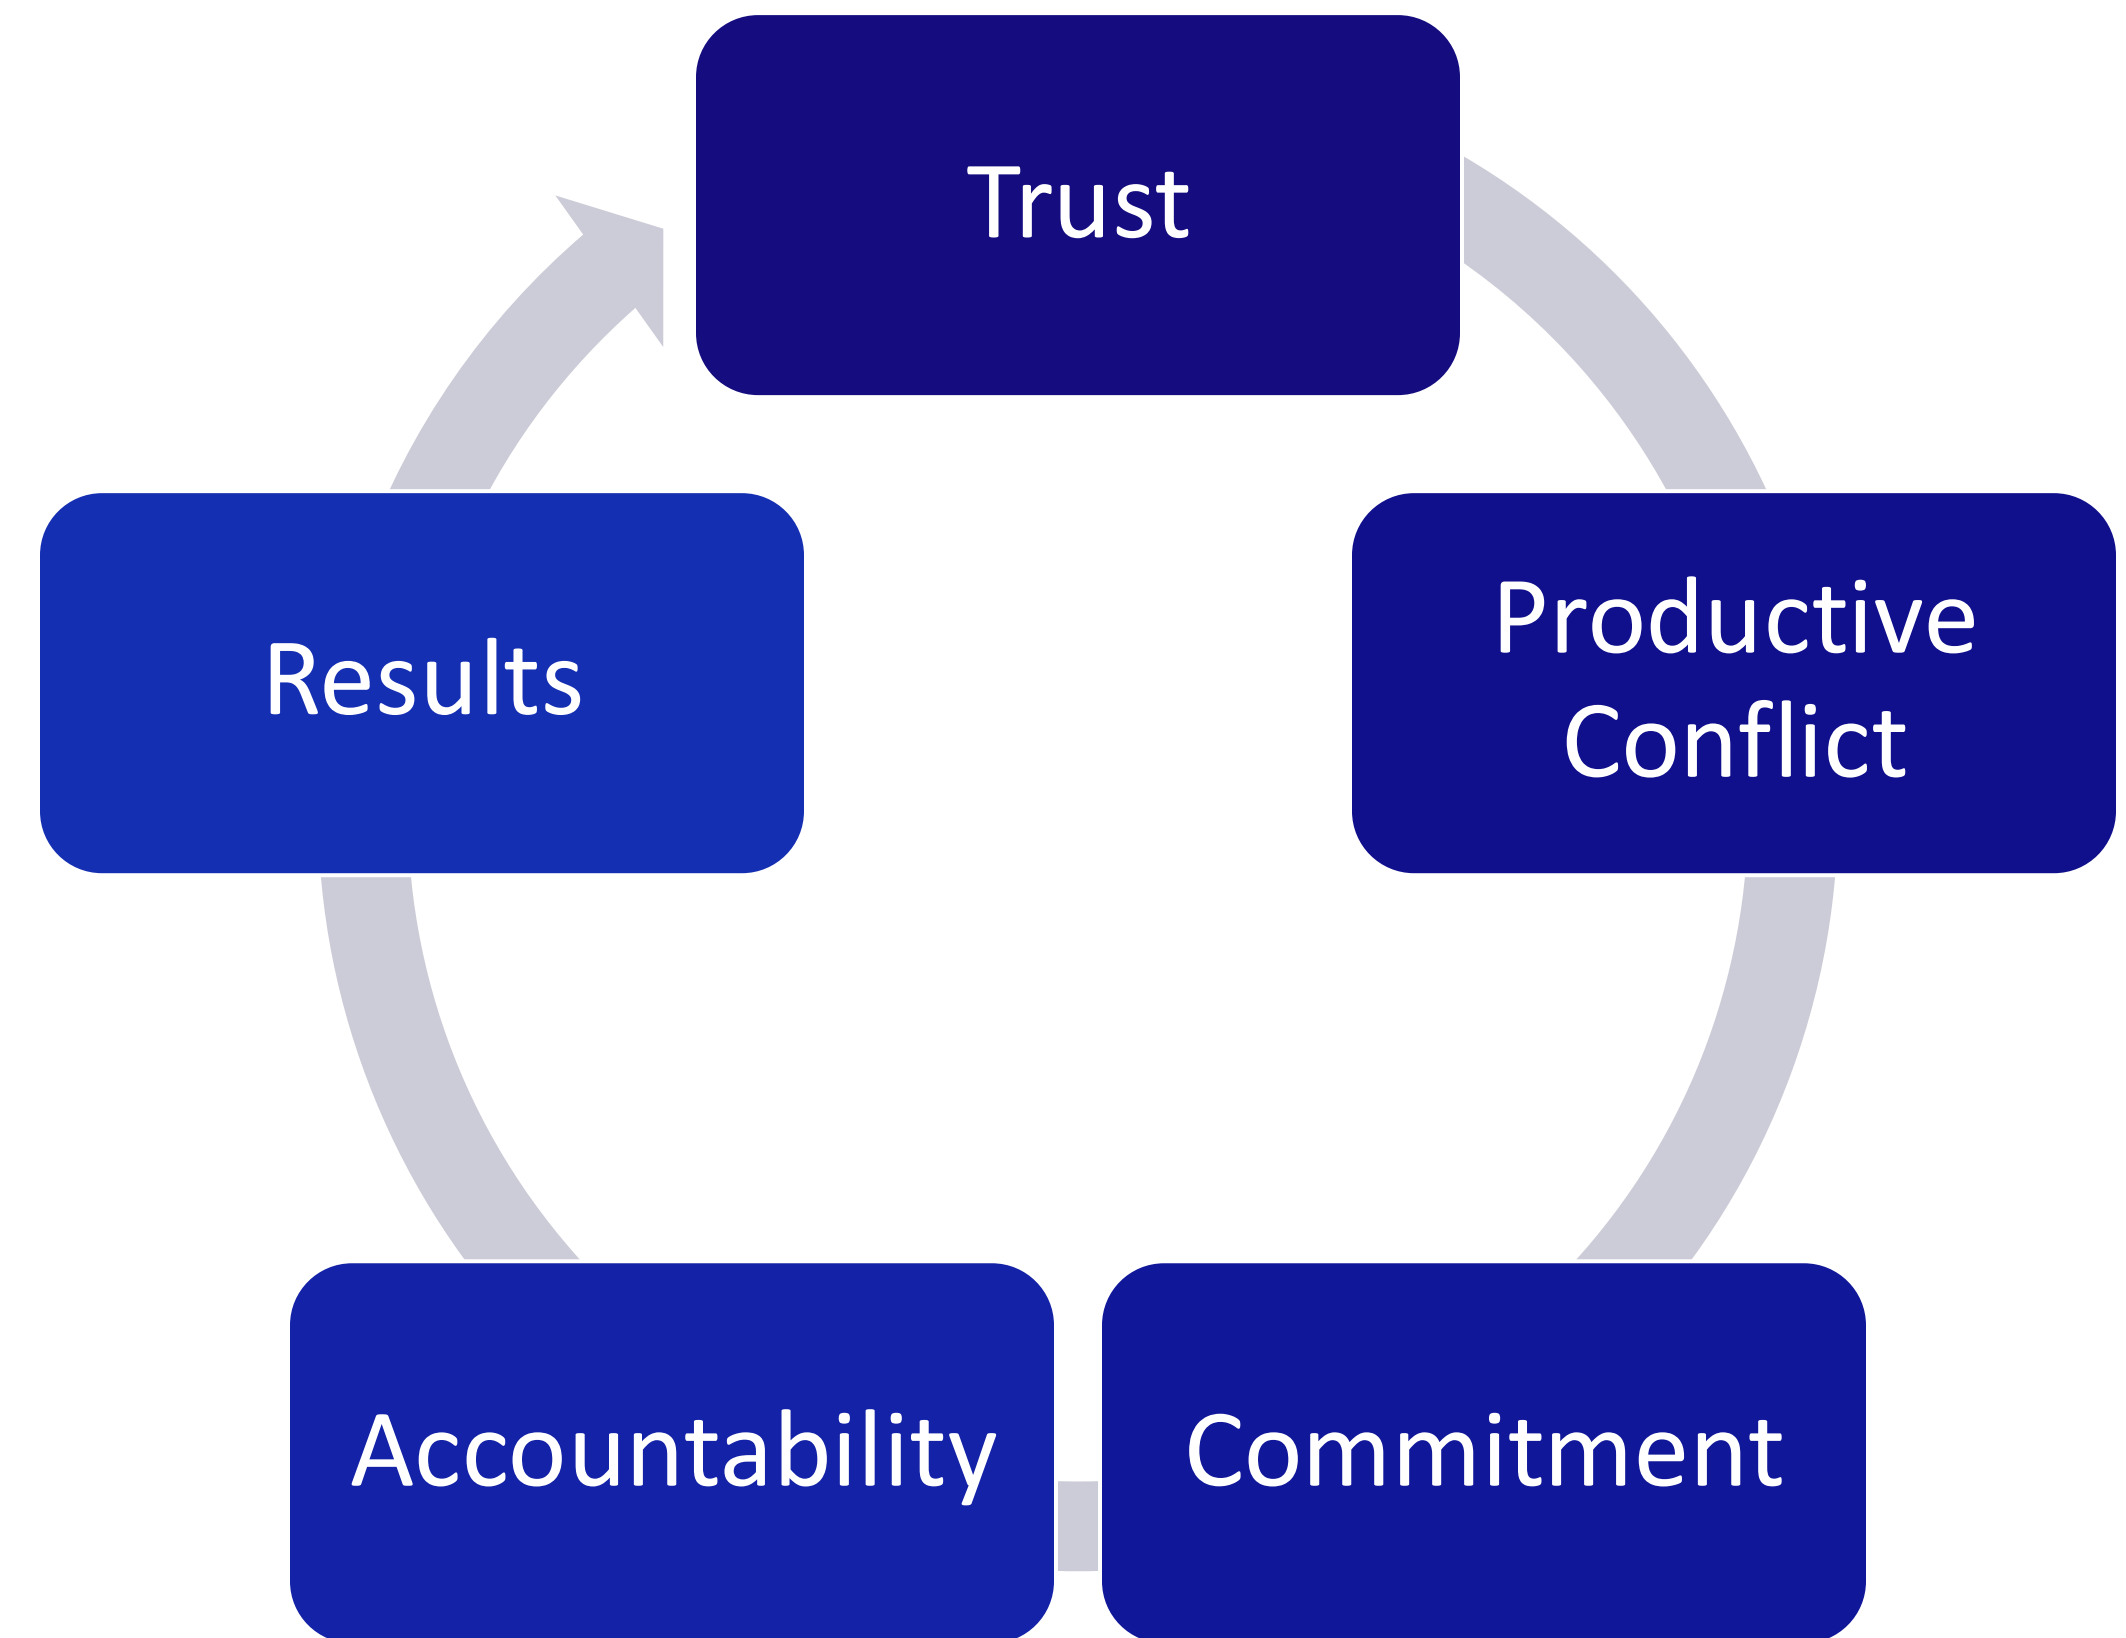 Trust
Productive
Conflict
Commitment
Accountability
Results